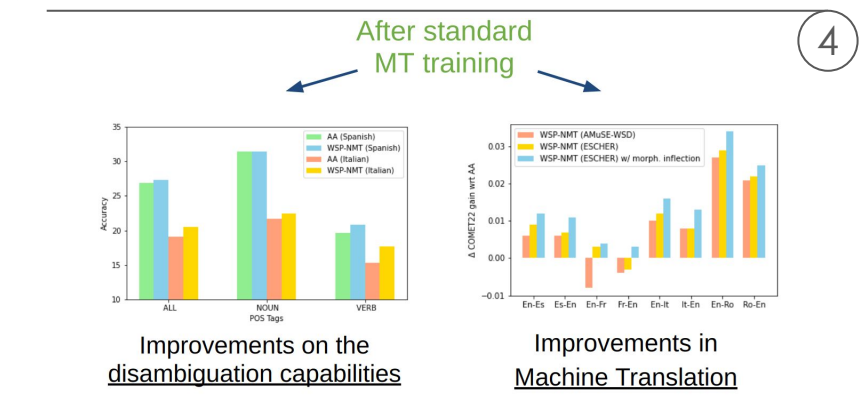 4
After standard
MT training
35
30
25
20
15
10
Accuracy
AA (Spanish)
WSP-NMT (Spanish)
AA (Italian)
WSP-NMT (Italian)
ALL NOUN VERB
POS Tags
0.03
0.02
0.01
0.00
−0.01
Δ COMET22 gain wrt AA
WSP-NMT (AMuSE-WSD)
WSP-NMT (ESCHER)
WSP-NMT (ESCHER) w/ morph. inflection
En-Es Es-En En-Fr Fr-En En-It It-En En-Ro Ro-En
Improvements on the
disambiguation capabilities
Improvements in
Machine Translation